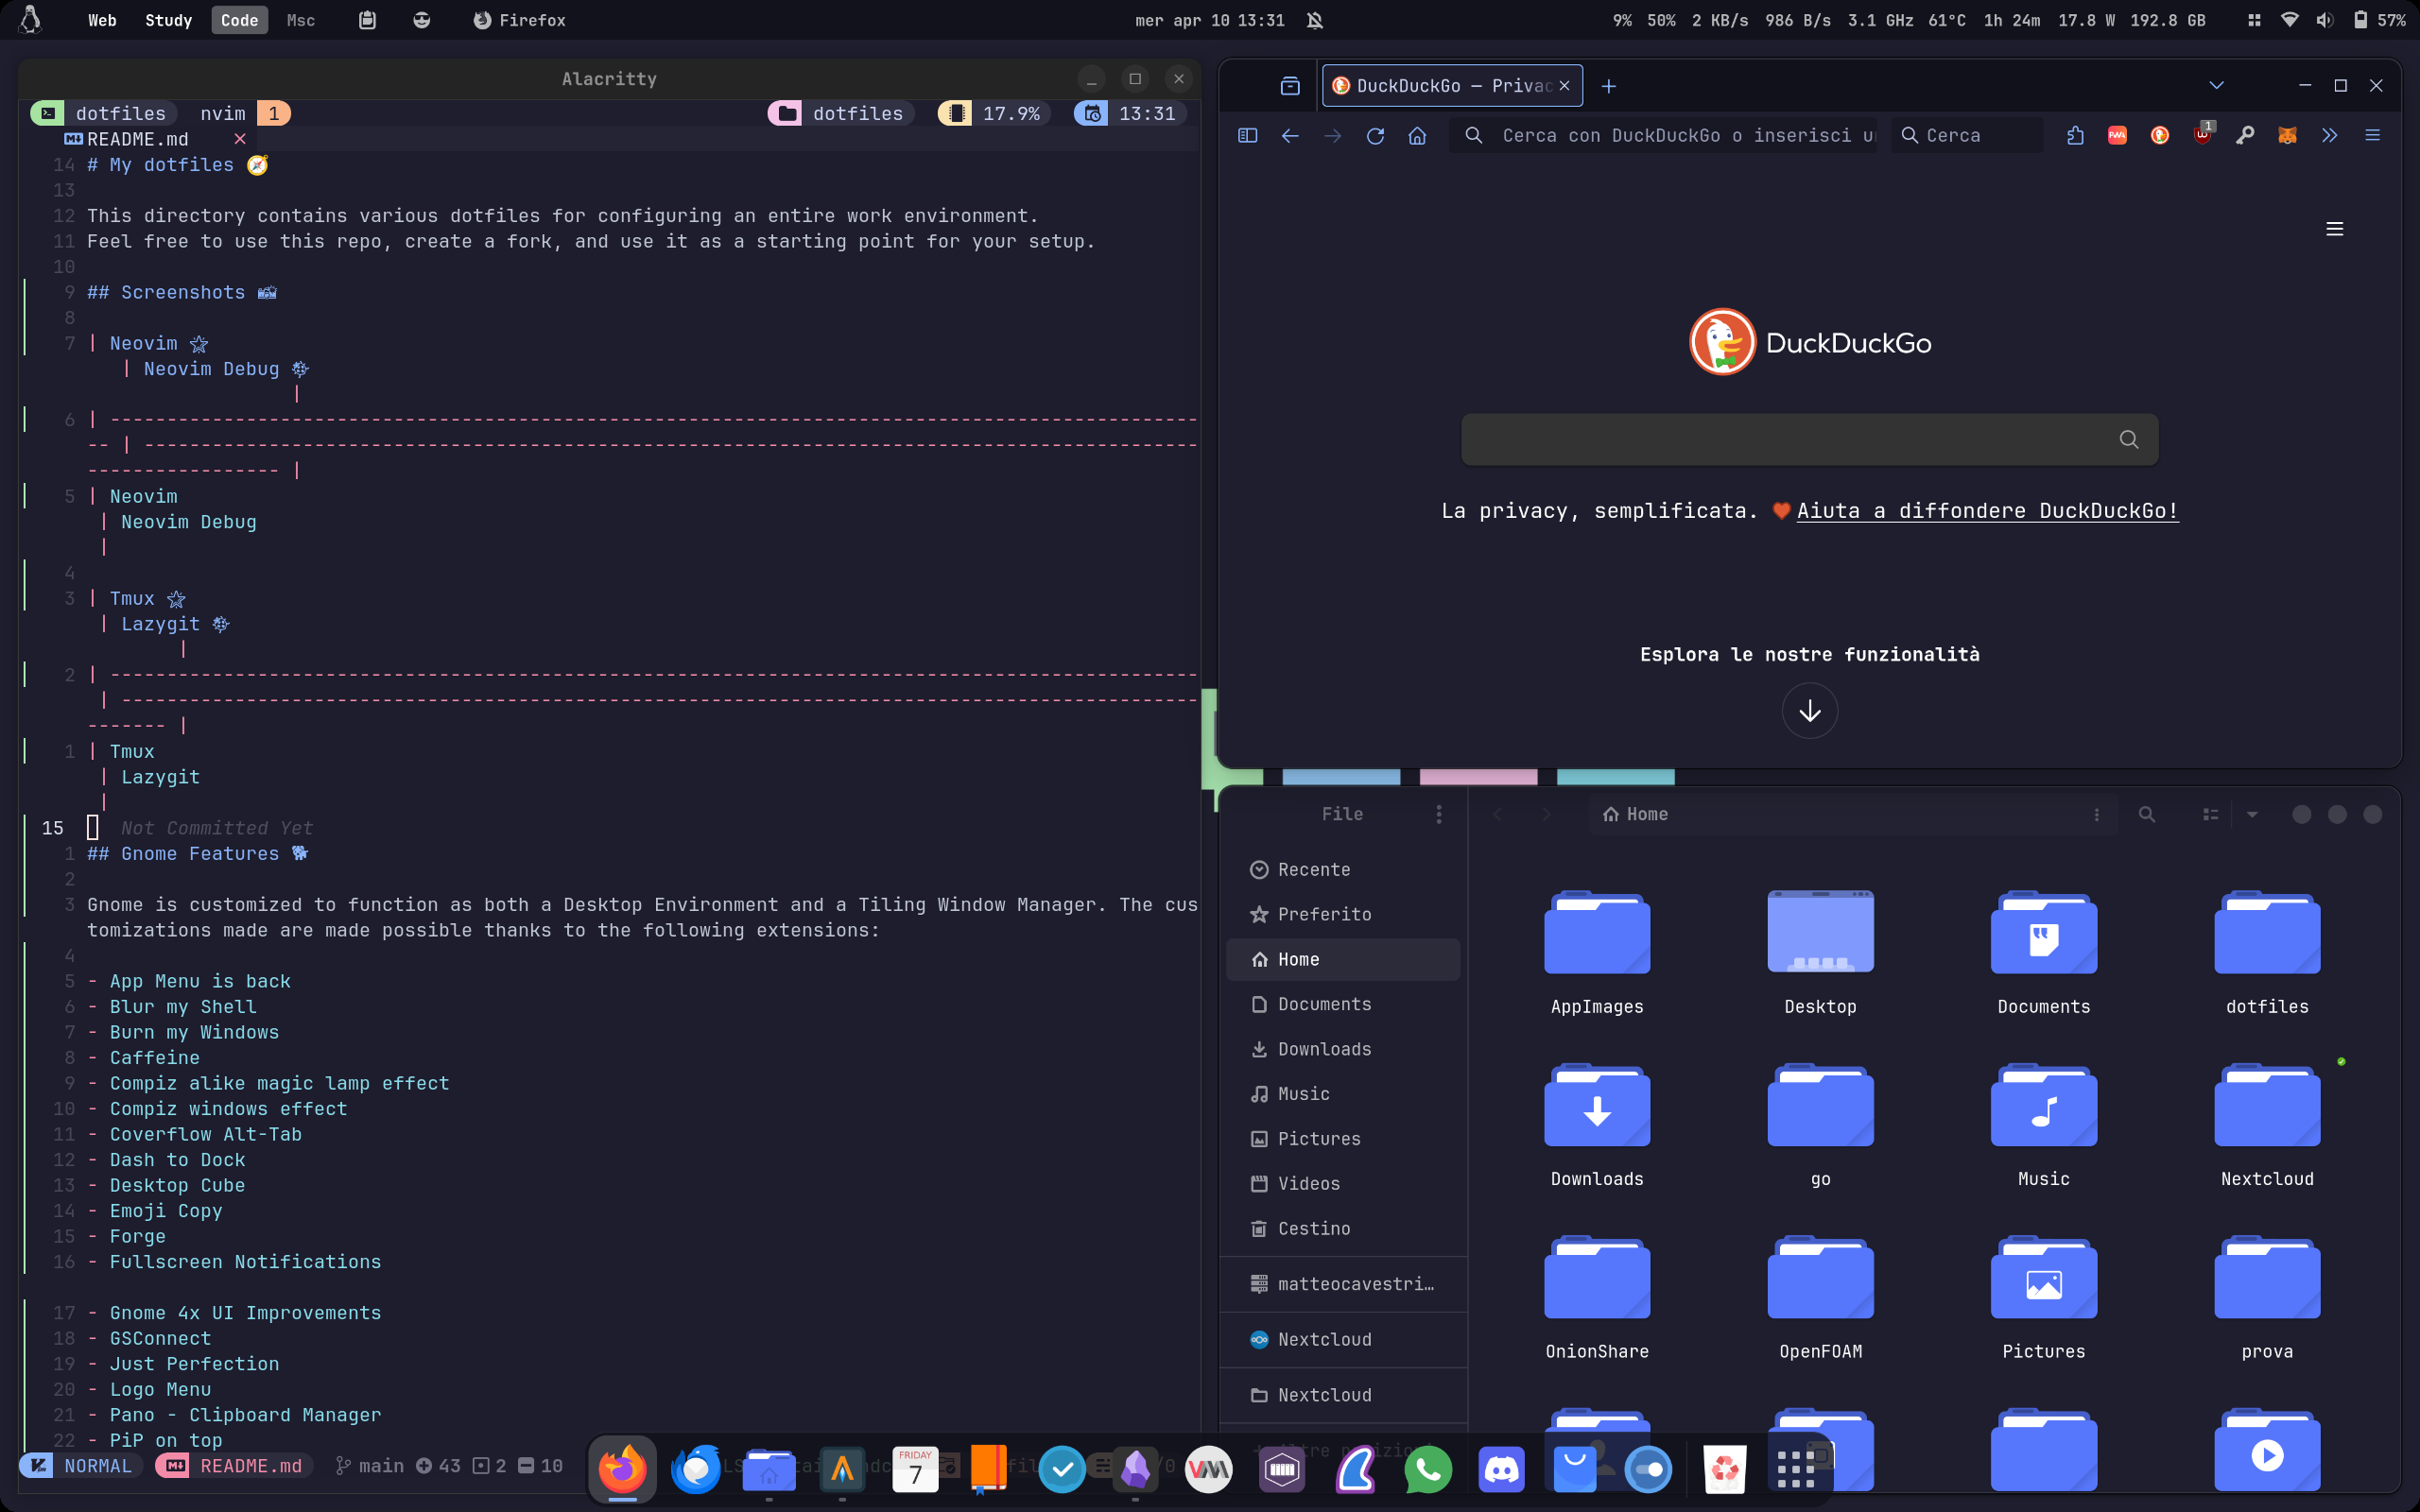 Web Study Code Msc Firefox
mer apr 10 13:31
9% 50% 2 KB/s 986 B/s 3.1 GHz 61°C 1h 24m 17.8 W 192.8 GB 57%
Alacritty
dotfiles nvim 1 dotfiles 17.9% 13:31
README.md
14 # My dotfiles 🧭
13
12 This directory contains various dotfiles for configuring an entire work environment.
11 Feel free to use this repo, create a fork, and use it as a starting point for your setup.
10
9 ## Screenshots 📸
8
7 | Neovim
| Neovim Debug
|
6 | ------------------------------------------------------------------------------------------------
-- | ---------------------------------------------------------------------------------------------
----------------- |
5 | Neovim
| Neovim Debug
|
4
3 | Tmux
| Lazygit
|
2 | ------------------------------------------------------------------------------------------------
| -----------------------------------------------------------------------------------------------
------- |
1 | Tmux
| Lazygit
|
15 Not Committed Yet
1 ## Gnome Features 🐕
2
3 Gnome is customized to function as both a Desktop Environment and a Tiling Window Manager. The cus
tomizations made are made possible thanks to the following extensions:
4
5 - App Menu is back
6 - Blur my Shell
7 - Burn my Windows
8 - Caffeine
9 - Compiz alike magic lamp effect
10 - Compiz windows effect
11 - Coverflow Alt-Tab
12 - Dash to Dock
13 - Desktop Cube
14 - Emoji Copy
15 - Forge
16 - Fullscreen Notifications
17 - Gnome 4x UI Improvements
18 - GSConnect
19 - Just Perfection
20 - Logo Menu
21 - Pano - Clipboard Manager
22 - PiP on top
NORMAL README.md main 43 2 10
DuckDuckGo — Privac
Cerca con DuckDuckGo o inserisci u
Cerca
1
DuckDuckGo
La privacy, semplificata. Aiuta a diffondere DuckDuckGo!
Esplora le nostre funzionalità
File
Home
Recente
Preferito
Home
Documents
Downloads
Music
Pictures
Videos
Cestino
matteocavestri…
Nextcloud
Nextcloud
AppImages Desktop Documents dotfiles
Downloads go Music Nextcloud
OnionShare OpenFOAM Pictures prova
FRIDAY
7